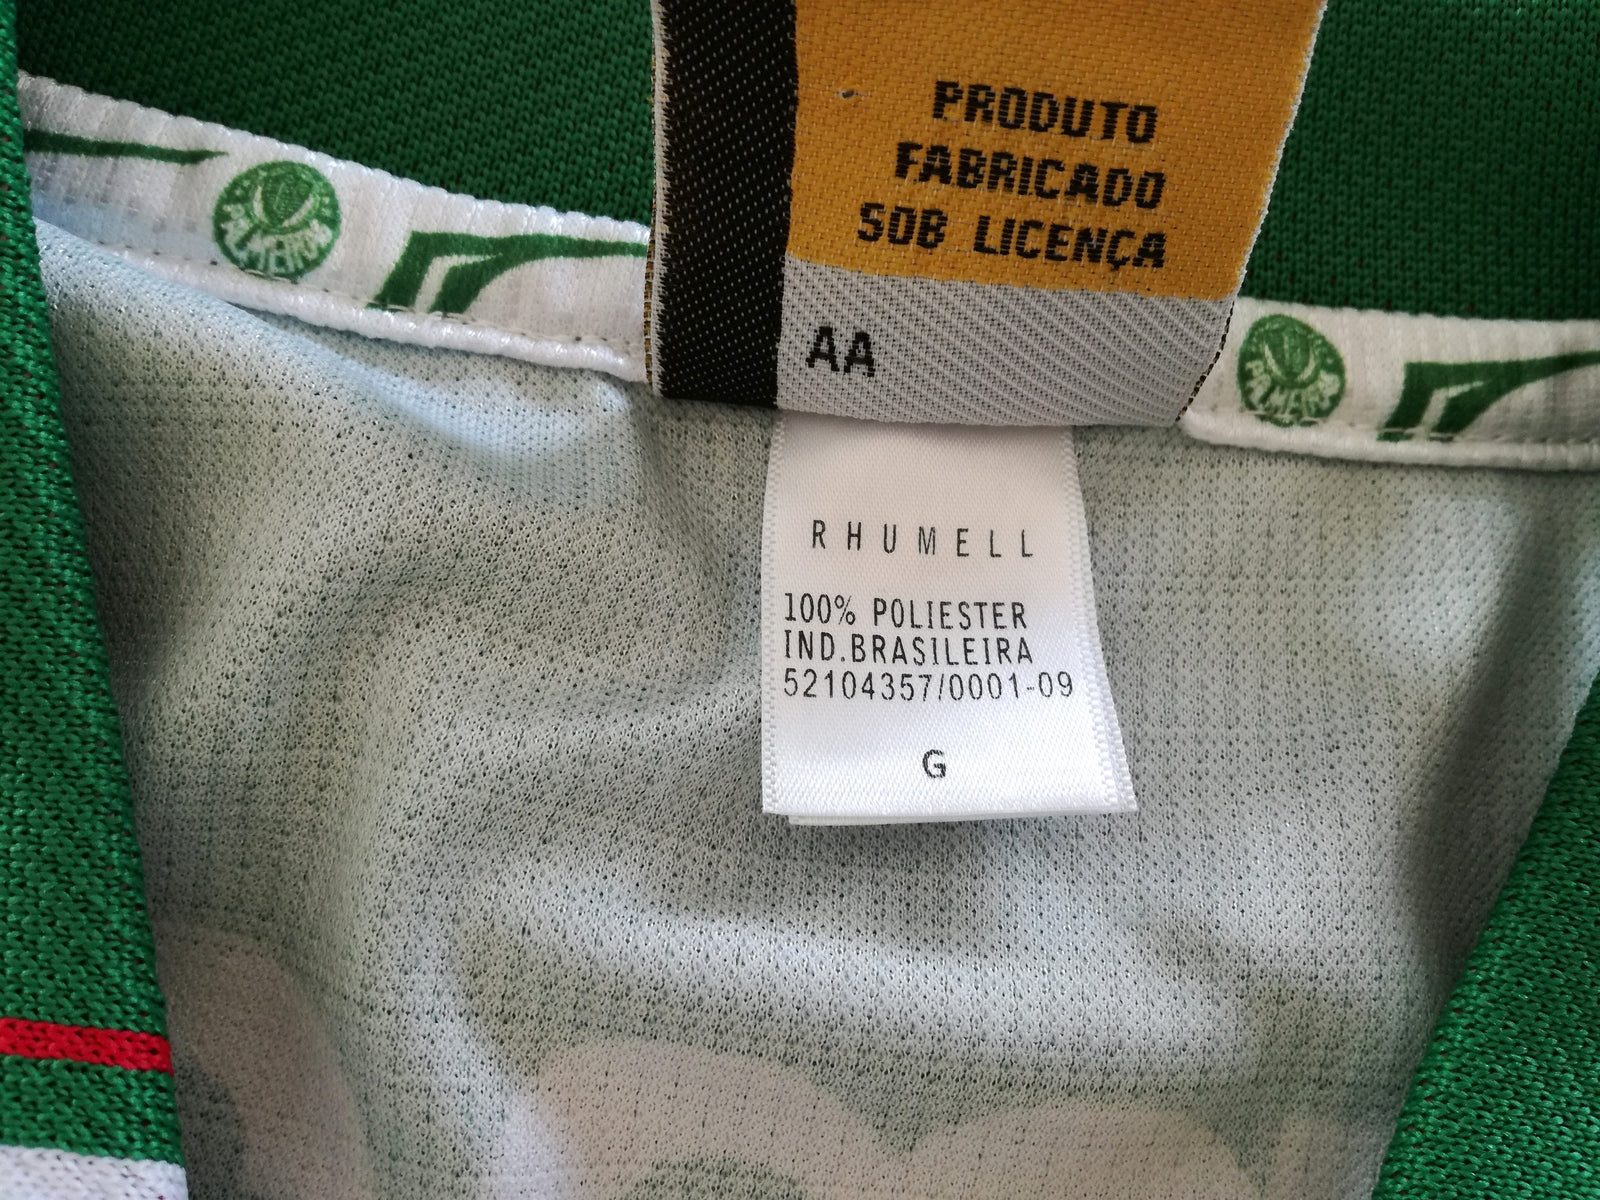 PRODUTO
FABRICADO
SOB LICENÇA
AA
PALMEIRAS
PALMEIRAS
RHUMELL
100% POLIESTER
IND.BRASILEIRA
52104357/0001-09
G